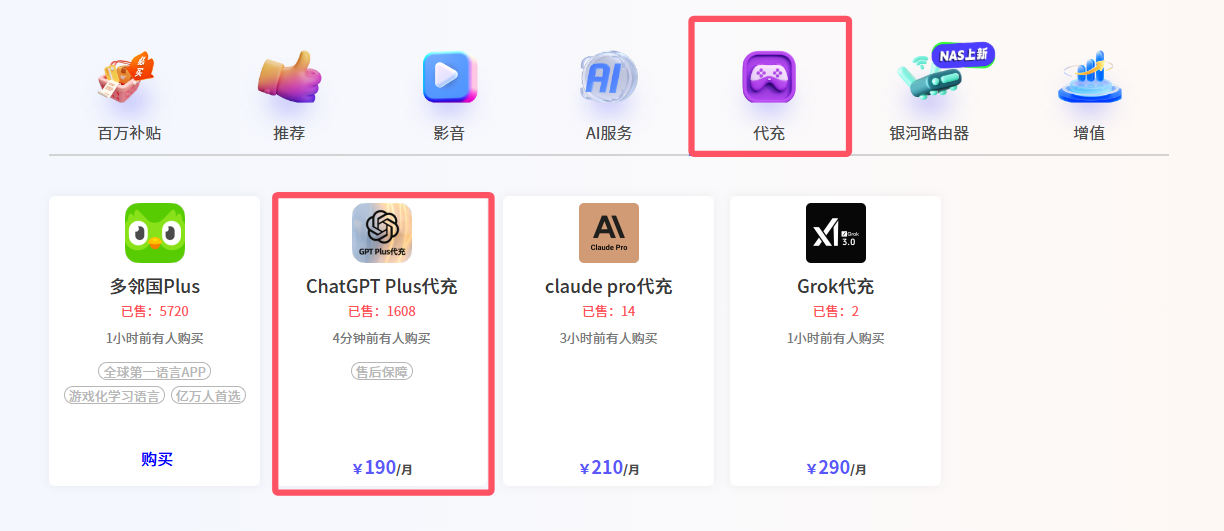 必买
NAS上新
AI
百万补贴
推荐
影音
AI服务
代充
银河路由器
增值
GPT Plus代充
Claude Pro
Grok
3.0
多邻国Plus
ChatGPT Plus代充
claude pro代充
Grok代充
已售：5720
已售：1608
已售：14
已售：2
1小时前有人购买
4分钟前有人购买
3小时前有人购买
1小时前有人购买
全球第一语言APP
售后保障
游戏化学习语言
亿万人首选
购买
￥190/月
￥210/月
￥290/月